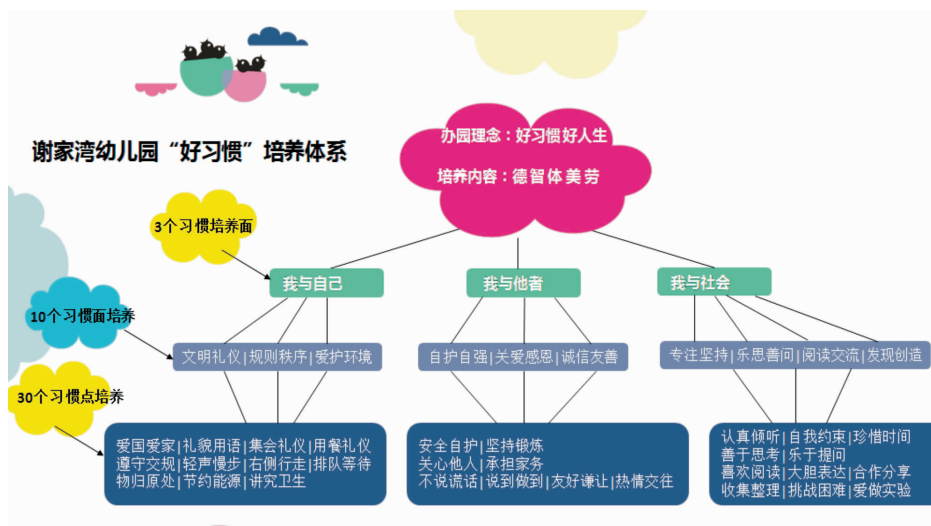 谢家湾幼儿园“好习惯”培养体系
办园理念：好习惯好人生
培养内容：德智体美劳
3个习惯培养面
我与自己
我与他者
我与社会
10个习惯面培养
文明礼仪|规则秩序|爱护环境
自护自强|关爱感恩|诚信友善
专注坚持|乐思善问|阅读交流|发现创造
30个习惯点培养
爱国爱家|礼貌用语|集会礼仪|用餐礼仪
遵守交规|轻声慢步|右侧行走|排队等待
物归原处|节约能源|讲究卫生
安全自护|坚持锻炼
关心他人|承担家务
不说谎话|说到做到|友好谦让|热情交往
认真倾听|自我约束|珍惜时间
善于思考|乐于提问
喜欢阅读|大胆表达|合作分享
收集整理|挑战困难|爱做实验